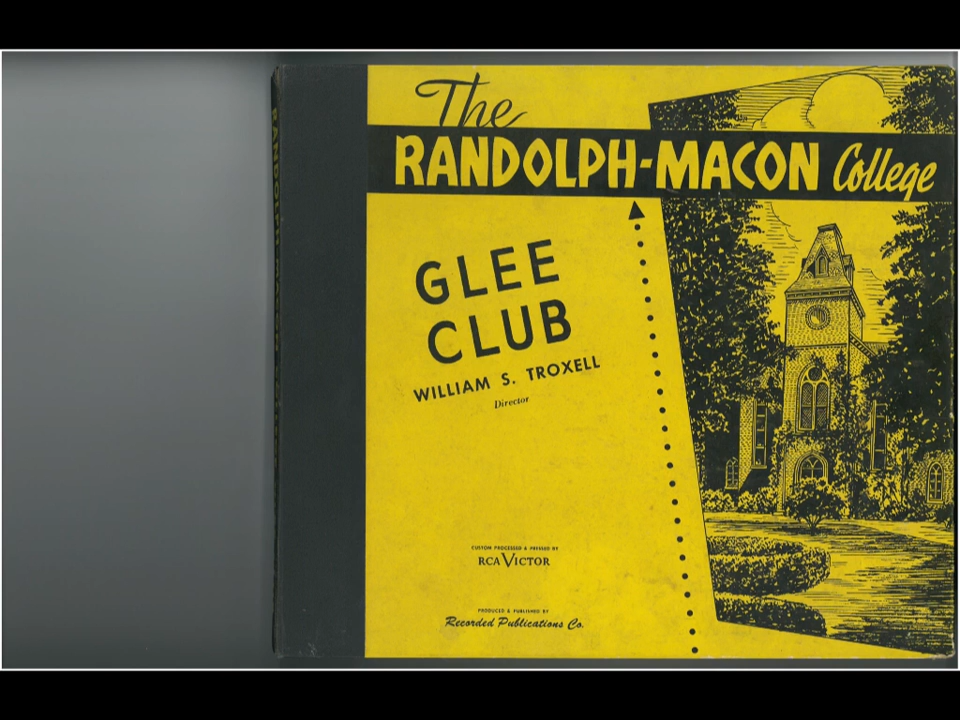 The
RANDOLPH-MACON College
GLEE
CLUB
WILLIAM S. TROXELL
Director
CUSTOM PROCESSED & PRESSED BY
RCA VICTOR
PRODUCED & PUBLISHED BY
Recorded Publications Co.